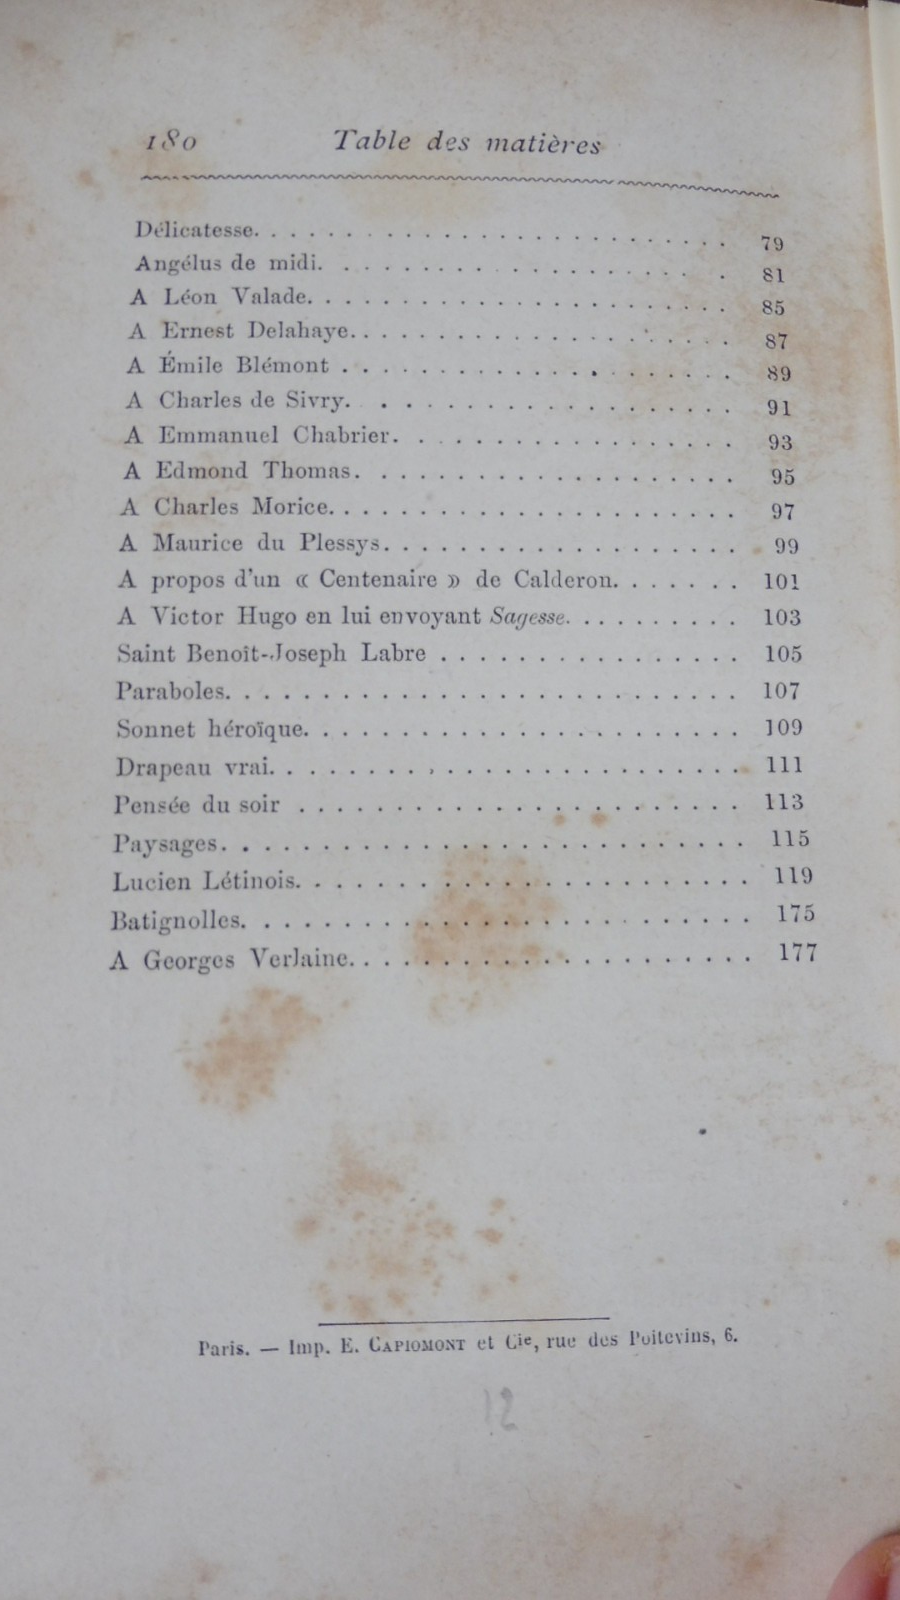 180 Table des matières
Délicatesse. . . . . . . . . . . . . . . . . . . . . . . . . . 79
Angélus de midi. . . . . . . . . . . . . . . . . . . . . . . 81
A Léon Valade. . . . . . . . . . . . . . . . . . . . . . . . 85
A Ernest Delahaye. . . . . . . . . . . . . . . . . . . . . . 87
A Émile Blémont . . . . . . . . . . . . . . . . . . . . . . . 89
A Charles de Sivry. . . . . . . . . . . . . . . . . . . . . . 91
A Emmanuel Chabrier. . . . . . . . . . . . . . . . . . . . 93
A Edmond Thomas. . . . . . . . . . . . . . . . . . . . . . 95
A Charles Morice. . . . . . . . . . . . . . . . . . . . . . . 97
A Maurice du Plessys. . . . . . . . . . . . . . . . . . . . . 99
A propos d'un « Centenaire » de Calderon. . . . . . . 101
A Victor Hugo en lui envoyant Sagesse. . . . . . . . . . 103
Saint Benoît-Joseph Labre . . . . . . . . . . . . . . . . . 105
Paraboles. . . . . . . . . . . . . . . . . . . . . . . . . . . 107
Sonnet héroïque. . . . . . . . . . . . . . . . . . . . . . . 109
Drapeau vrai. . . . . . . . . . . . . . . . . . . . . . . . . 111
Pensée du soir . . . . . . . . . . . . . . . . . . . . . . . . 113
Paysages. . . . . . . . . . . . . . . . . . . . . . . . . . . . 115
Lucien Létinois. . . . . . . . . . . . . . . . . . . . . . . . 119
Batignolles. . . . . . . . . . . . . . . . . . . . . . . . . . 175
A Georges Verlaine. . . . . . . . . . . . . . . . . . . . . 177
Paris. — Imp. E. CAPIOMONT et Cie, rue des Poitevins, 6.
12